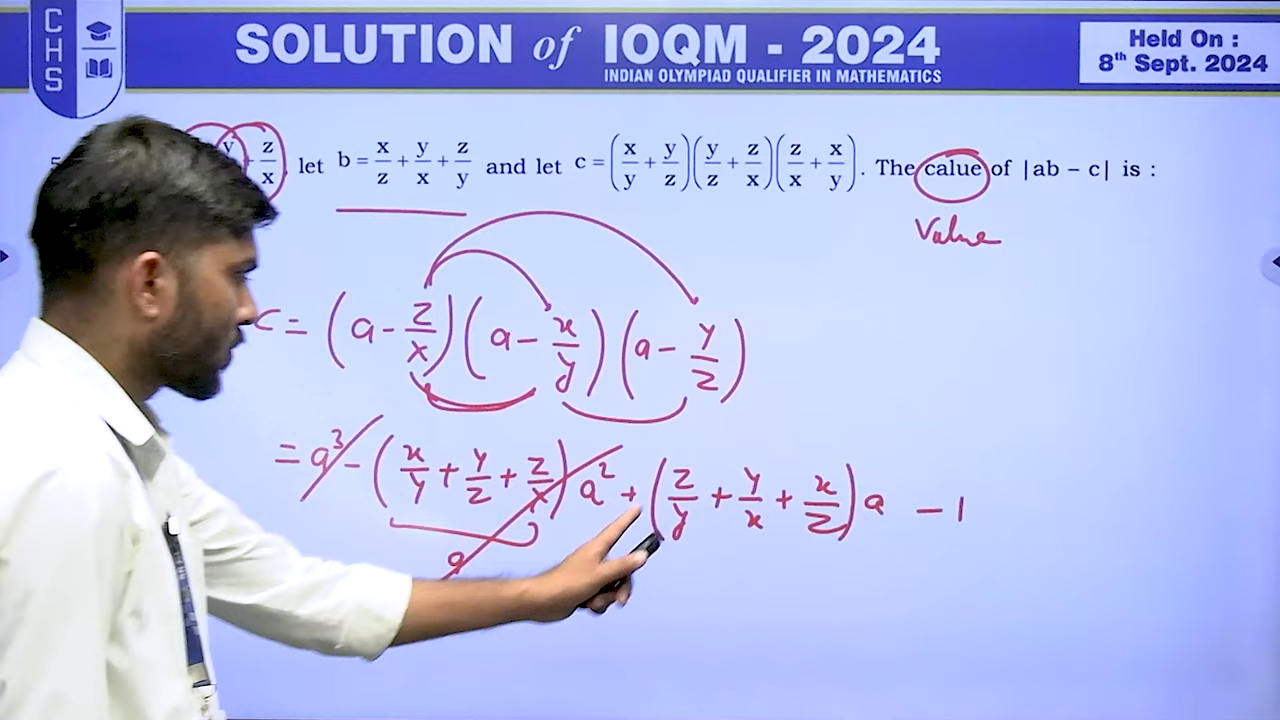 CHS
SOLUTION of IOQM - 2024
INDIAN OLYMPIAD QUALIFIER IN MATHEMATICS
Held On :
8th Sept. 2024
5
y + z/x, let b = x/z + y/x + z/y and let c = (x/y + y/z)(y/z + z/x)(z/x + x/y). The calue of |ab - c| is :
Value
c = (a - z/x)(a - x/y)(a - y/z)
= a³ - (x/y + y/z + z/x)a² + (z/y + y/x + x/z)a - 1
a